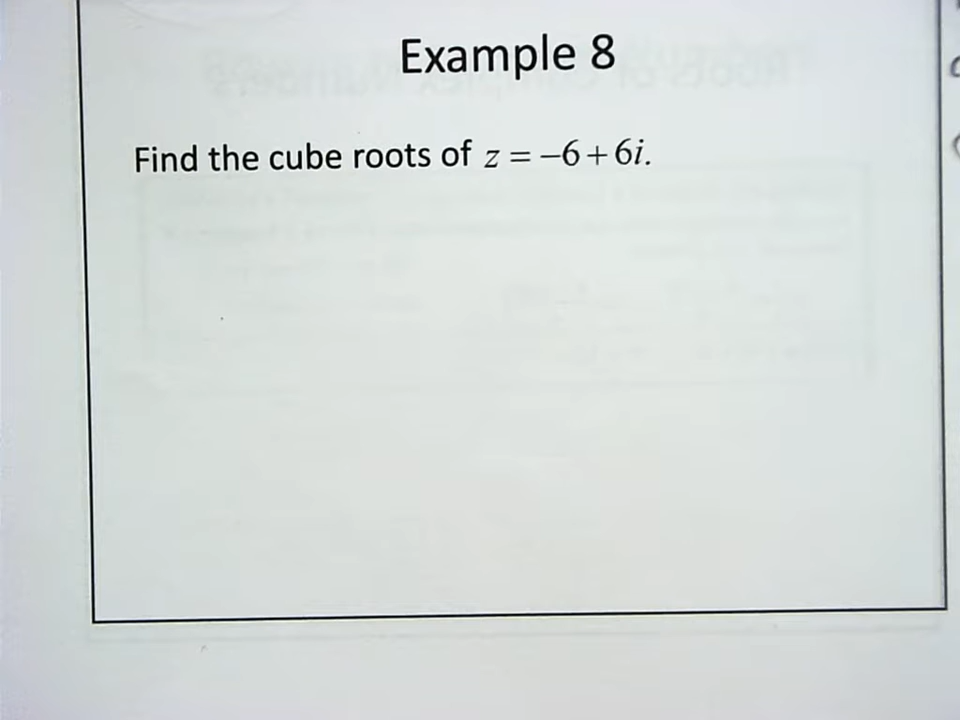 Example 8
Find the cube roots of z = −6 + 6i.